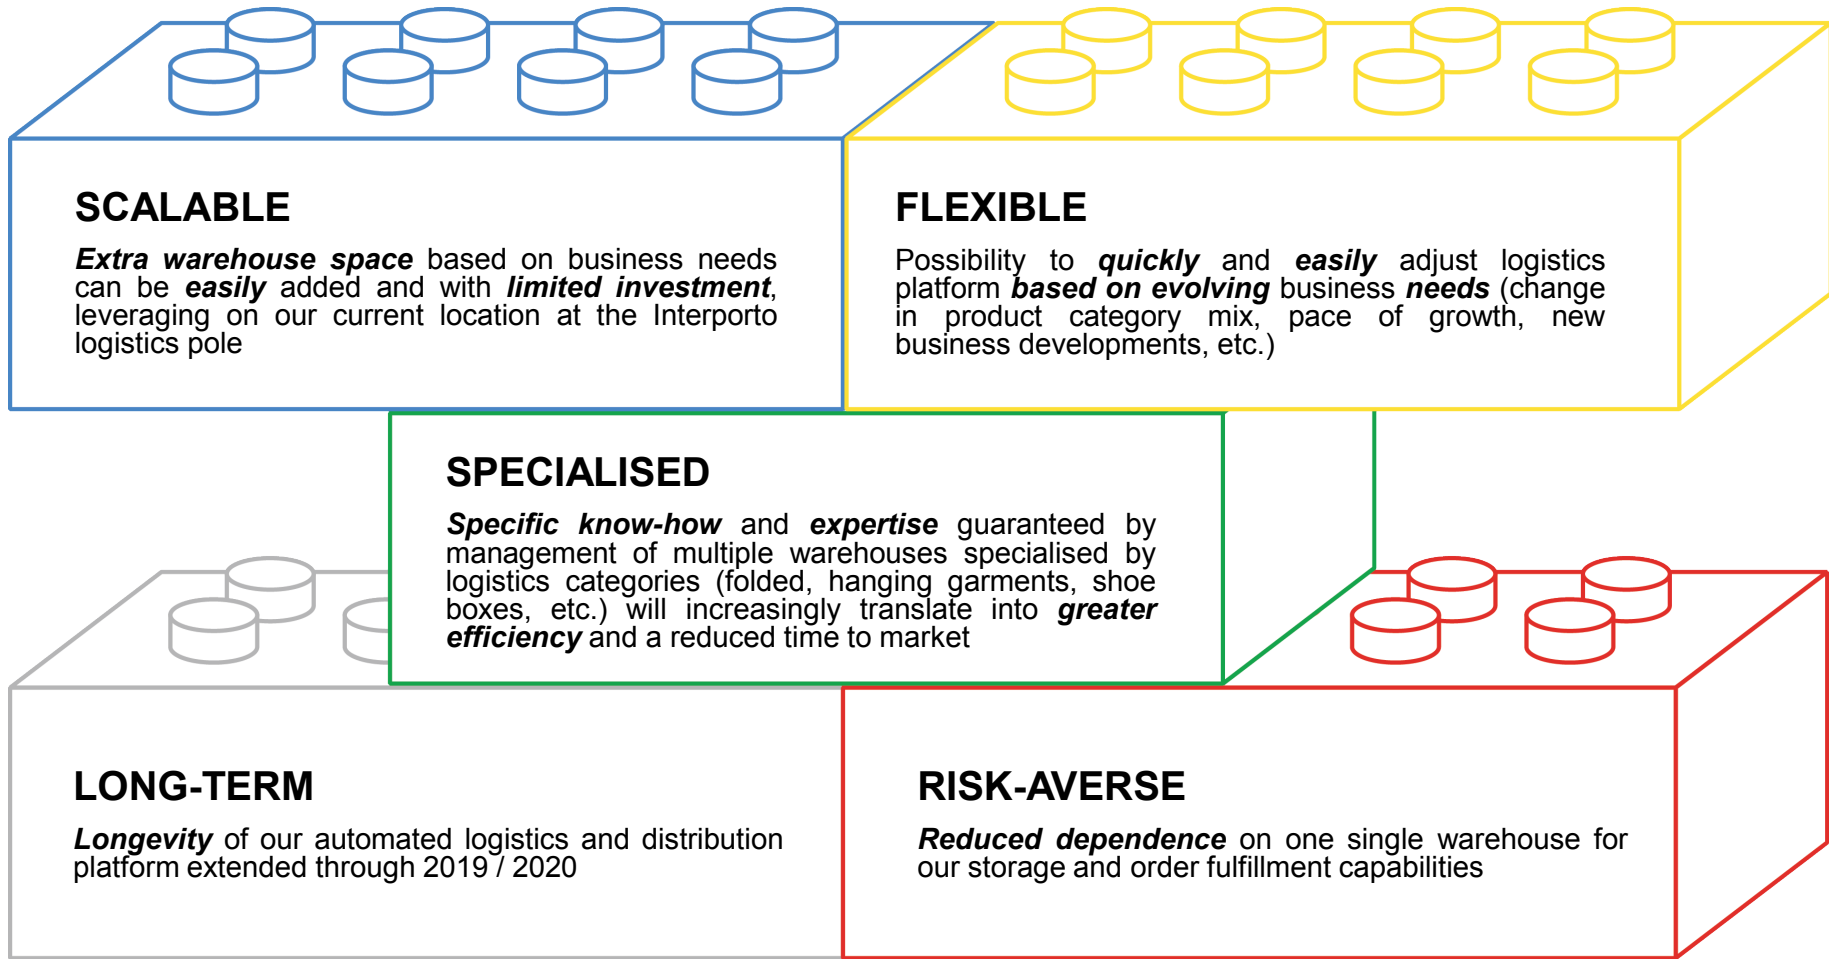 SCALABLE
Extra warehouse space based on business needs
can be easily added and with limited investment,
leveraging on our current location at the Interporto
logistics pole
FLEXIBLE
Possibility to quickly and easily adjust logistics
platform based on evolving business needs (change
in product category mix, pace of growth, new
business developments, etc.)
SPECIALISED
Specific know-how and expertise guaranteed by
management of multiple warehouses specialised by
logistics categories (folded, hanging garments, shoe
boxes, etc.) will increasingly translate into greater
efficiency and a reduced time to market
LONG-TERM
Longevity of our automated logistics and distribution
platform extended through 2019 / 2020
RISK-AVERSE
Reduced dependence on one single warehouse for
our storage and order fulfillment capabilities